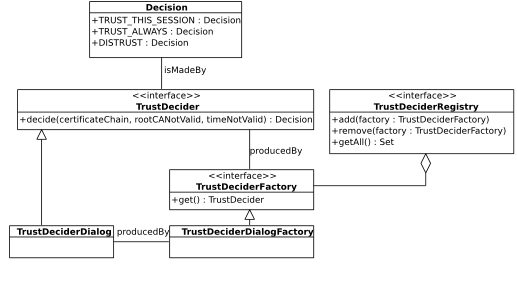 Decision
+TRUST_THIS_SESSION : Decision
+TRUST_ALWAYS : Decision
+DISTRUST : Decision
isMadeBy
<<interface>>
TrustDecider
+decide(certificateChain, rootCANotValid, timeNotValid) : Decision
<<interface>>
TrustDeciderRegistry
+add(factory : TrustDeciderFactory)
+remove(factory : TrustDeciderFactory)
+getAll() : Set
producedBy
<<interface>>
TrustDeciderFactory
+get() : TrustDecider
TrustDeciderDialog
producedBy
TrustDeciderDialogFactory